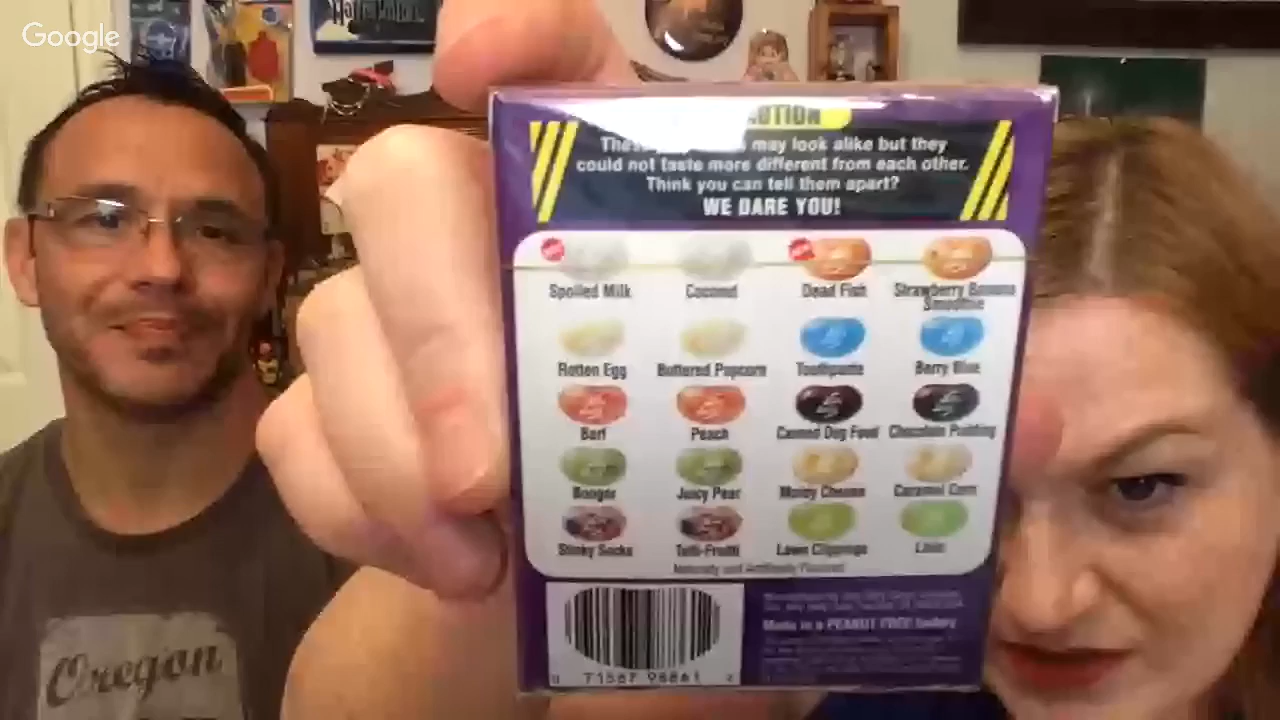 Google
Harry Potter
These may look alike but they
could not taste more different from each other.
Think you can tell them apart?
WE DARE YOU!
Spoiled Milk Coconut Dead Fish Strawberry Banana
Smoothie
Rotten Egg Buttered Popcorn Toothpaste Berry Blue
Barf Peach Canned Dog Food Chocolate Pudding
Booger Juicy Pear Moldy Cheese Caramel Corn
Stinky Socks Tutti-Fruitti Lawn Clippings Lime
Naturally and Artificially Flavored
Made in a PEANUT FREE factory
Oregon